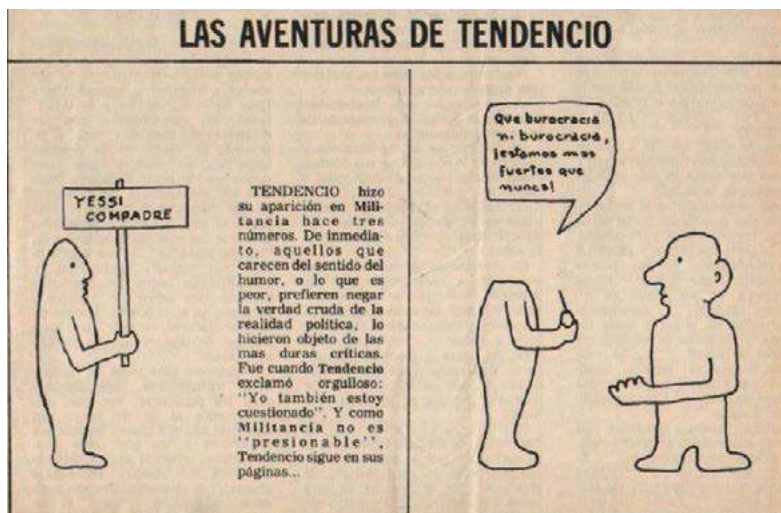 LAS AVENTURAS DE TENDENCIO
YESSI
COMPADRE
TENDENCIO hizo
su aparición en Mili-
tancia hace tres
números. De inmedia-
to, aquellos que
carecen del sentido del
humor, o lo que es
peor, prefieren negar
la verdad cruda de la
realidad política, lo
hicieron objeto de las
mas duras críticas.
Fue cuando Tendencio
exclamó orgulloso:
"Yo también estoy
cuestionado". Y como
Militancia no es
"presionable",
Tendencio sigue en sus
páginas...
Que burocracia
ni burocracia,
¡estamos mas
fuertes que
nunca!